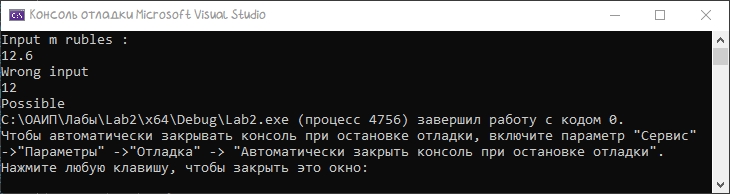 Консоль отладки Microsoft Visual Studio
Input m rubles :
12.6
Wrong input
12
Possible
C:\ОАИП\Лабы\Lab2\x64\Debug\Lab2.exe (процесс 4756) завершил работу с кодом 0.
Чтобы автоматически закрывать консоль при остановке отладки, включите параметр "Сервис"
->"Параметры" ->"Отладка" -> "Автоматически закрыть консоль при остановке отладки".
Нажмите любую клавишу, чтобы закрыть это окно: